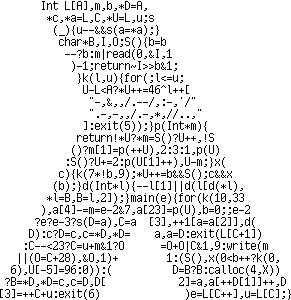 Int L[A],m,b,*D=A,
*c,*a=L,C,*U=L,u;s
(_){u--&&s(a=*a);}
char*B,I,O;S(){b=b
--?b:m|read(0,&I,1
)-1;return~I>>b&1;
}k(l,u){for(;l<=u;
U-L<A?*U++=46^l++[
"-,&,,/.--/,:-,'/"
".-,-,,/.-,*,//..,"
]:exit(5));}p(Int*m){
return!*U?*m=S()?U++,!S
()?m[1]=p(++U),2:3,1,p(U)
:S()?U+=2:p(U[1]++),U-m;}x(
c){k(7*!b,9);*U++=b&&S();c&&x
(b);}d(Int*l){--l[1]||d(l[d(*l),
*l=B,B=l,2]);}main(e){for(k(10,33
),a[4]-=m=e-2&7,a[23]=p(U),b=0;;e-2
?e?e-3?s(D=a),C=a  [3],++1[a=a[2]],d(
D):c?D=c,c=*D,*D=    a,a=D:exit(L[C+1])
:C--<23?C=u+m&1?O      =O+O|C&1,9:write(m
||(O=C+28),&O,1)+        1:(S(),x(0<b++?k(0,
6),U[-5]=96:0)):(          D=B?B:calloc(4,X))
?B=*D,*D=c,c=D,D[            2]=a,a[++D[1]]++,D
[3]=++C+u:exit(6)              )e=L[C++],u=L[C];}